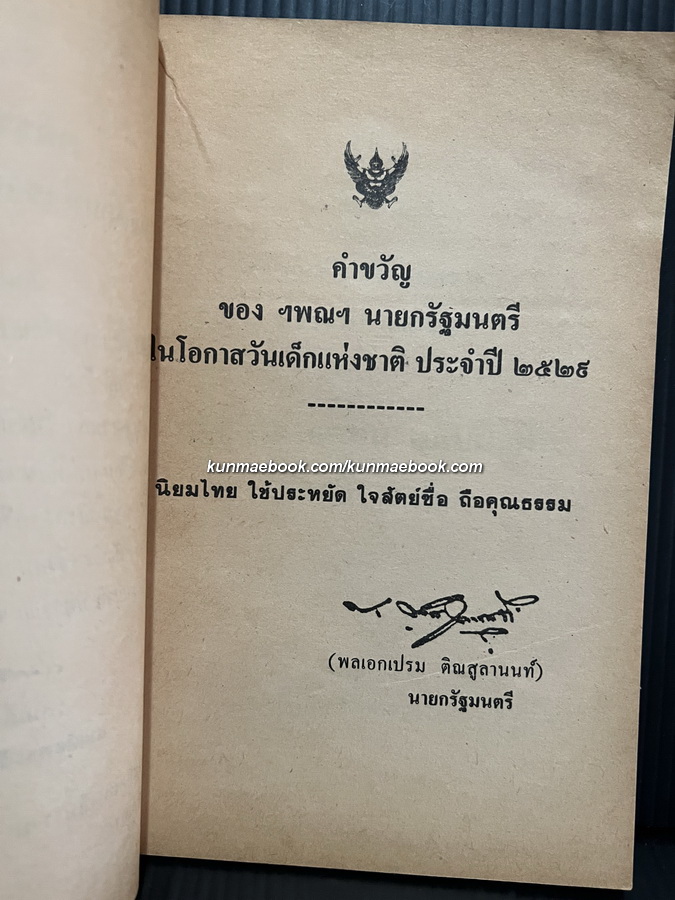 คำขวัญ
ของ ฯพณฯ นายกรัฐมนตรี
ในโอกาสวันเด็กแห่งชาติ ประจำปี ๒๕๒๙
------------
kunmaebook.com/kunmaebook.com
นิยมไทย ใช้ประหยัด ใจสัตย์ซื่อ ถือคุณธรรม
(พลเอกเปรม ติณสูลานนท์)
นายกรัฐมนตรี